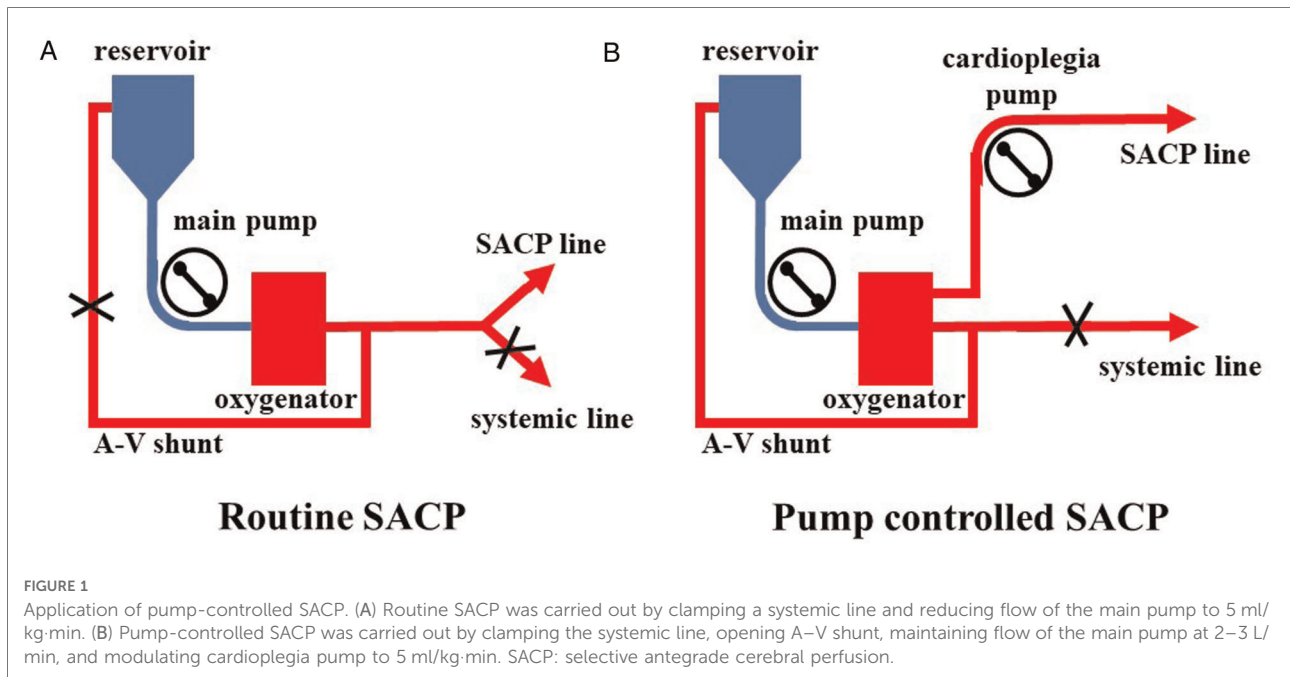 A
reservoir
main pump
SACP line
oxygenator
systemic line
A-V shunt
Routine SACP
B
reservoir
cardioplegia
pump
SACP line
main pump
oxygenator
systemic line
A-V shunt
Pump controlled SACP
FIGURE 1
Application of pump-controlled SACP. (A) Routine SACP was carried out by clamping a systemic line and reducing flow of the main pump to 5 ml/
kg·min. (B) Pump-controlled SACP was carried out by clamping the systemic line, opening A–V shunt, maintaining flow of the main pump at 2–3 L/
min, and modulating cardioplegia pump to 5 ml/kg·min. SACP: selective antegrade cerebral perfusion.